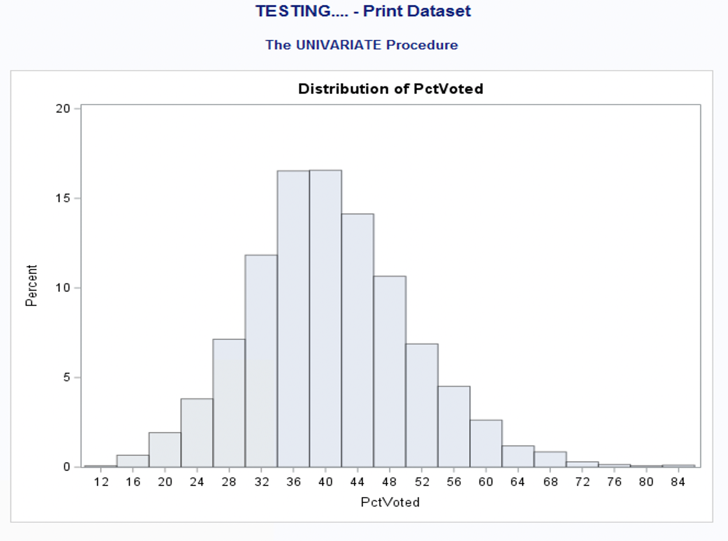 TESTING.... - Print Dataset
The UNIVARIATE Procedure
Distribution of PctVoted
20
15
10
5
0
Percent
12 16 20 24 28 32 36 40 44 48 52 56 60 64 68 72 76 80 84
PctVoted